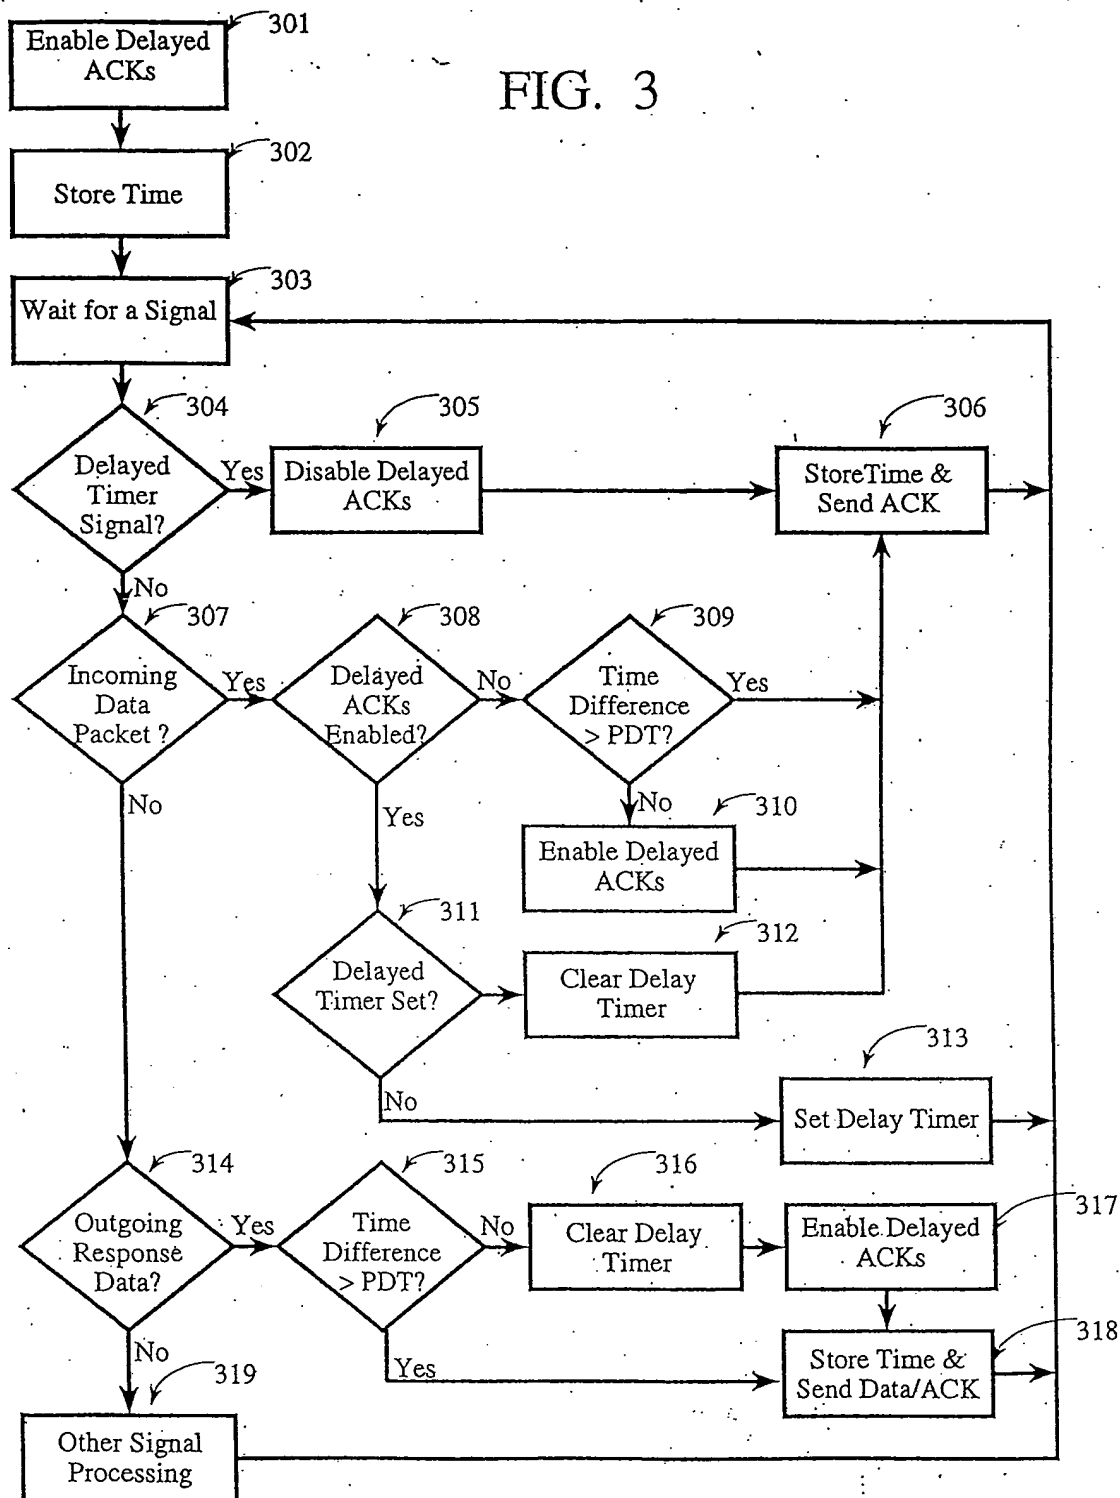 301
Enable Delayed
ACKs
FIG. 3
302
Store Time
303
Wait for a Signal
304
Delayed
Timer
Signal?
Yes
305
Disable Delayed
ACKs
306
StoreTime &
Send ACK
No
307
Incoming
Data
Packet ?
Yes
308
Delayed
ACKs
Enabled?
No
309
Time
Difference
> PDT?
Yes
No
Yes
No
310
Enable Delayed
ACKs
311
Delayed
Timer Set?
312
Clear Delay
Timer
No
313
Set Delay Timer
314
Outgoing
Response
Data?
Yes
315
Time
Difference
> PDT?
No
316
Clear Delay
Timer
317
Enable Delayed
ACKs
No
Yes
318
Store Time &
Send Data/ACK
319
Other Signal
Processing